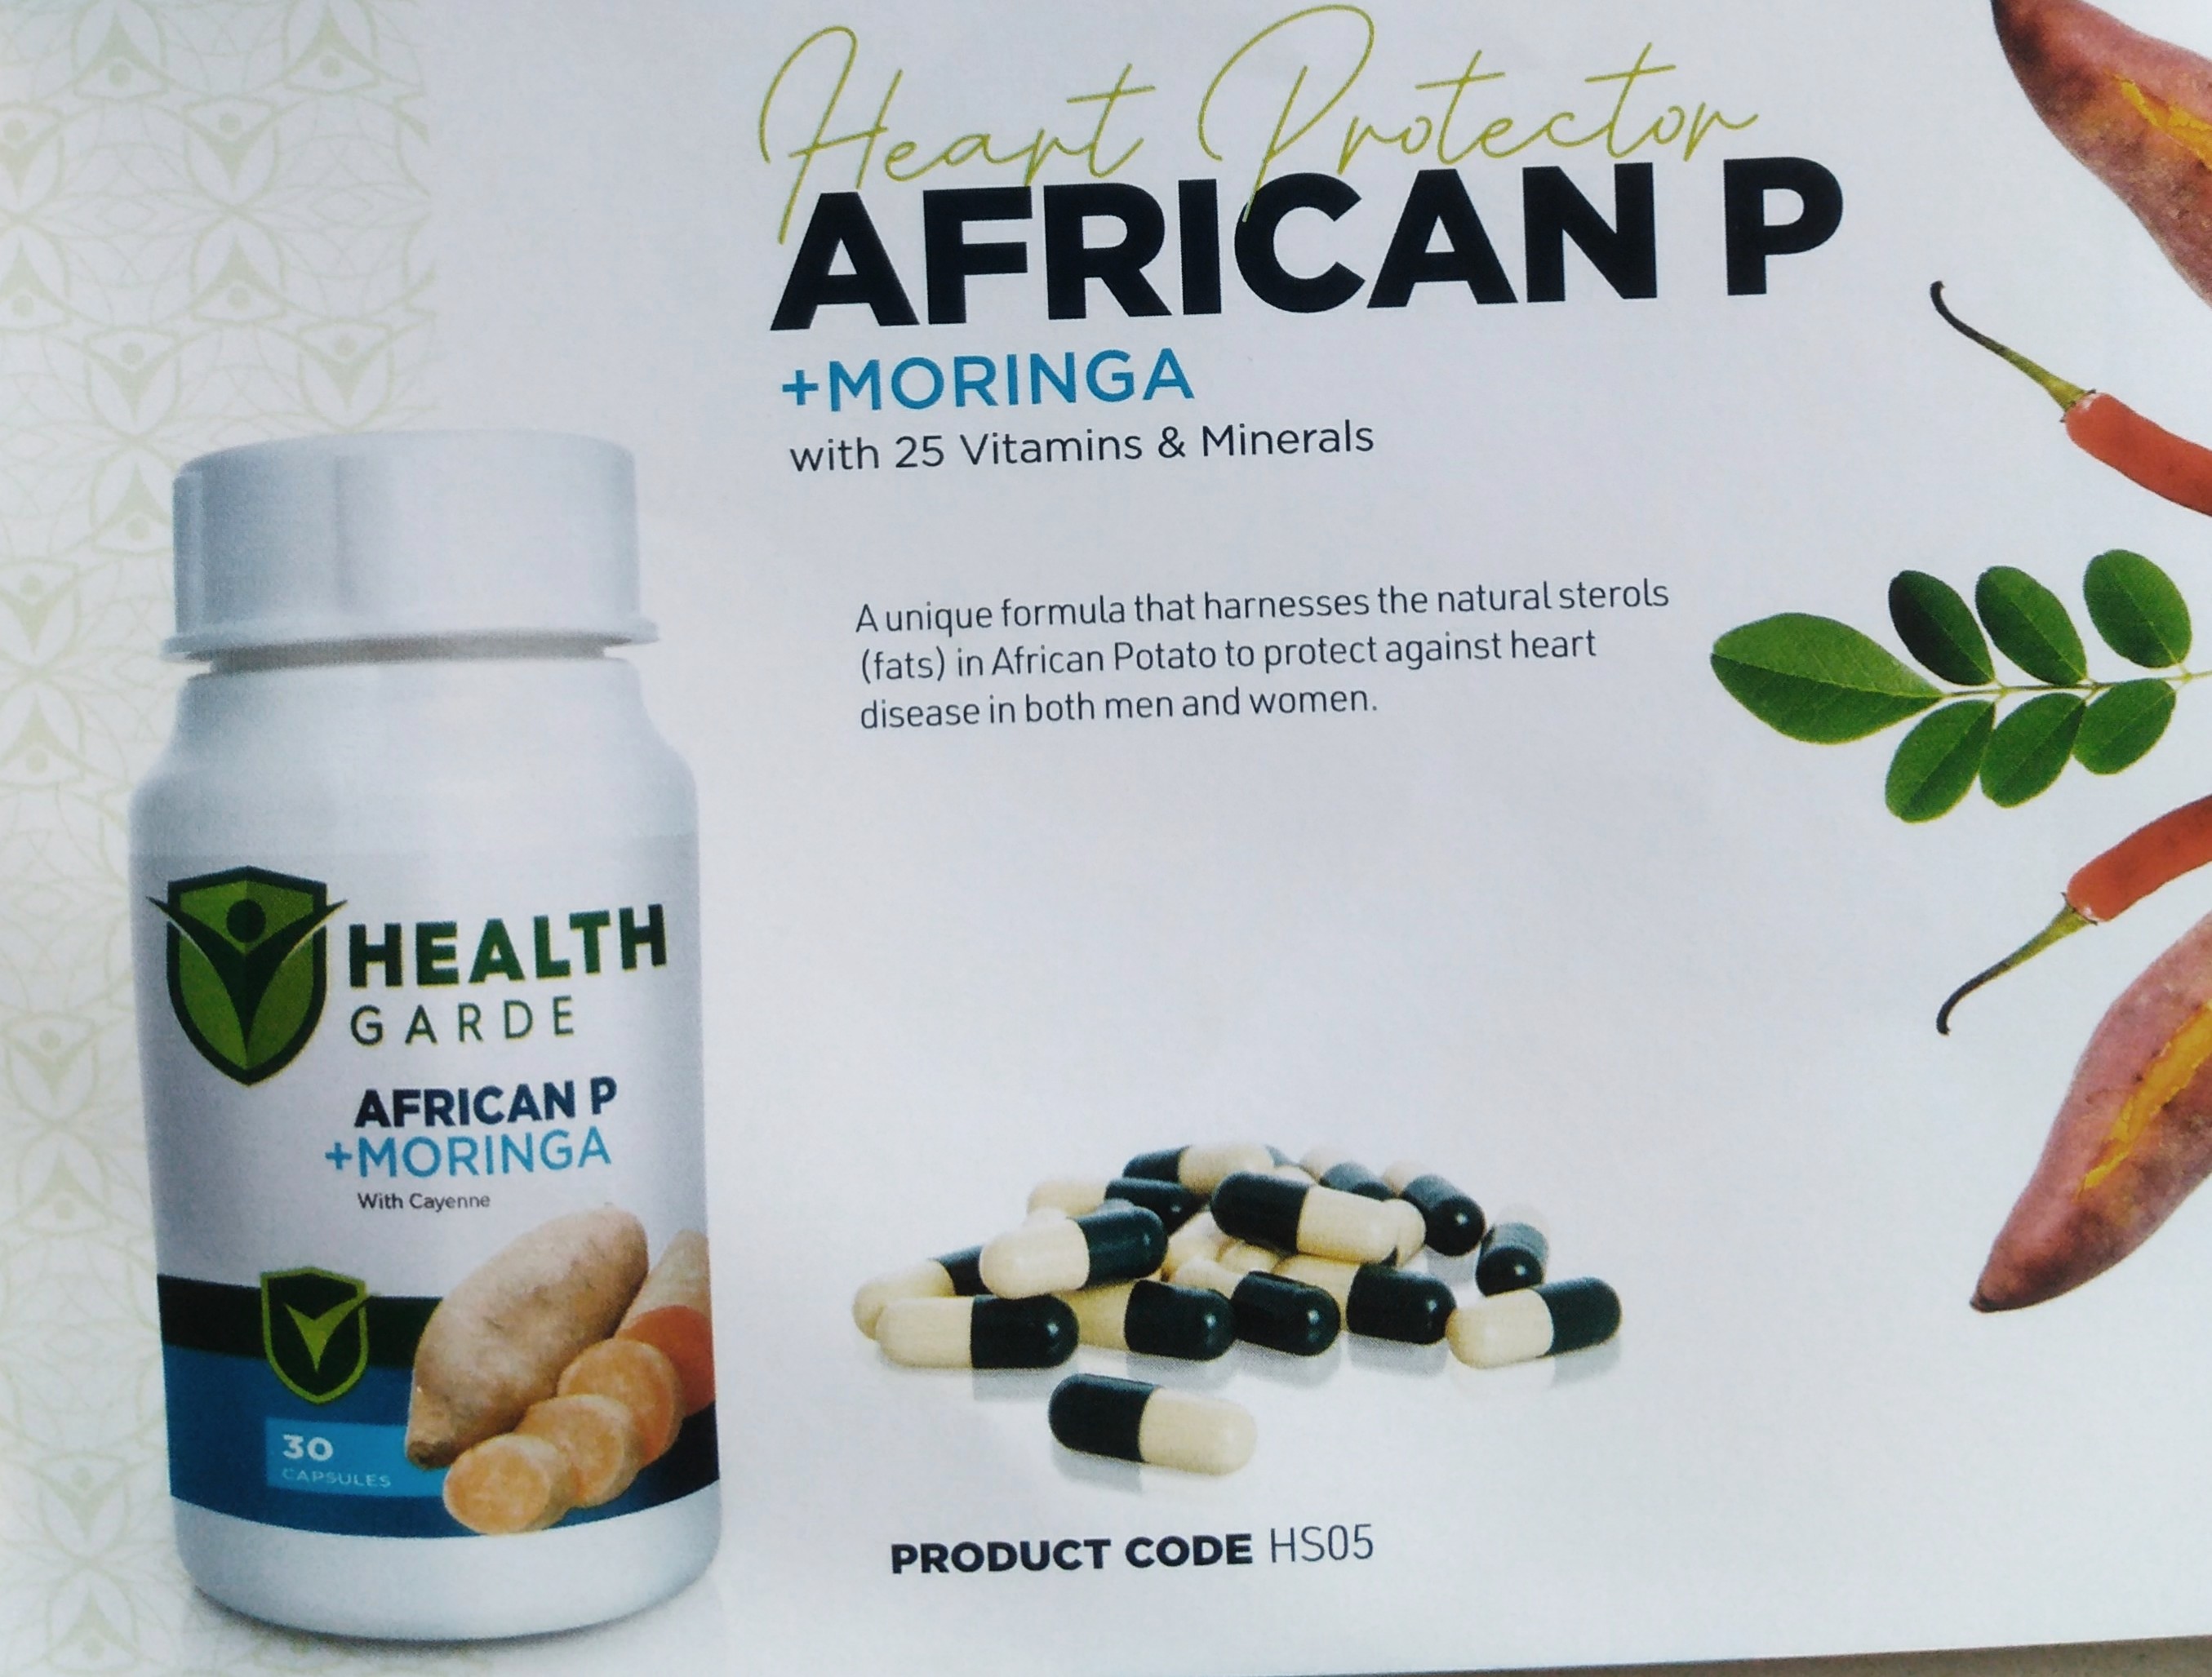 Heart Protector
AFRICAN P
+MORINGA
with 25 Vitamins & Minerals
A unique formula that harnesses the natural sterols
(fats) in African Potato to protect against heart
disease in both men and women.
HEALTH
GARDE
AFRICAN P
+MORINGA
With Cayenne
30
CAPSULES
PRODUCT CODE HS05